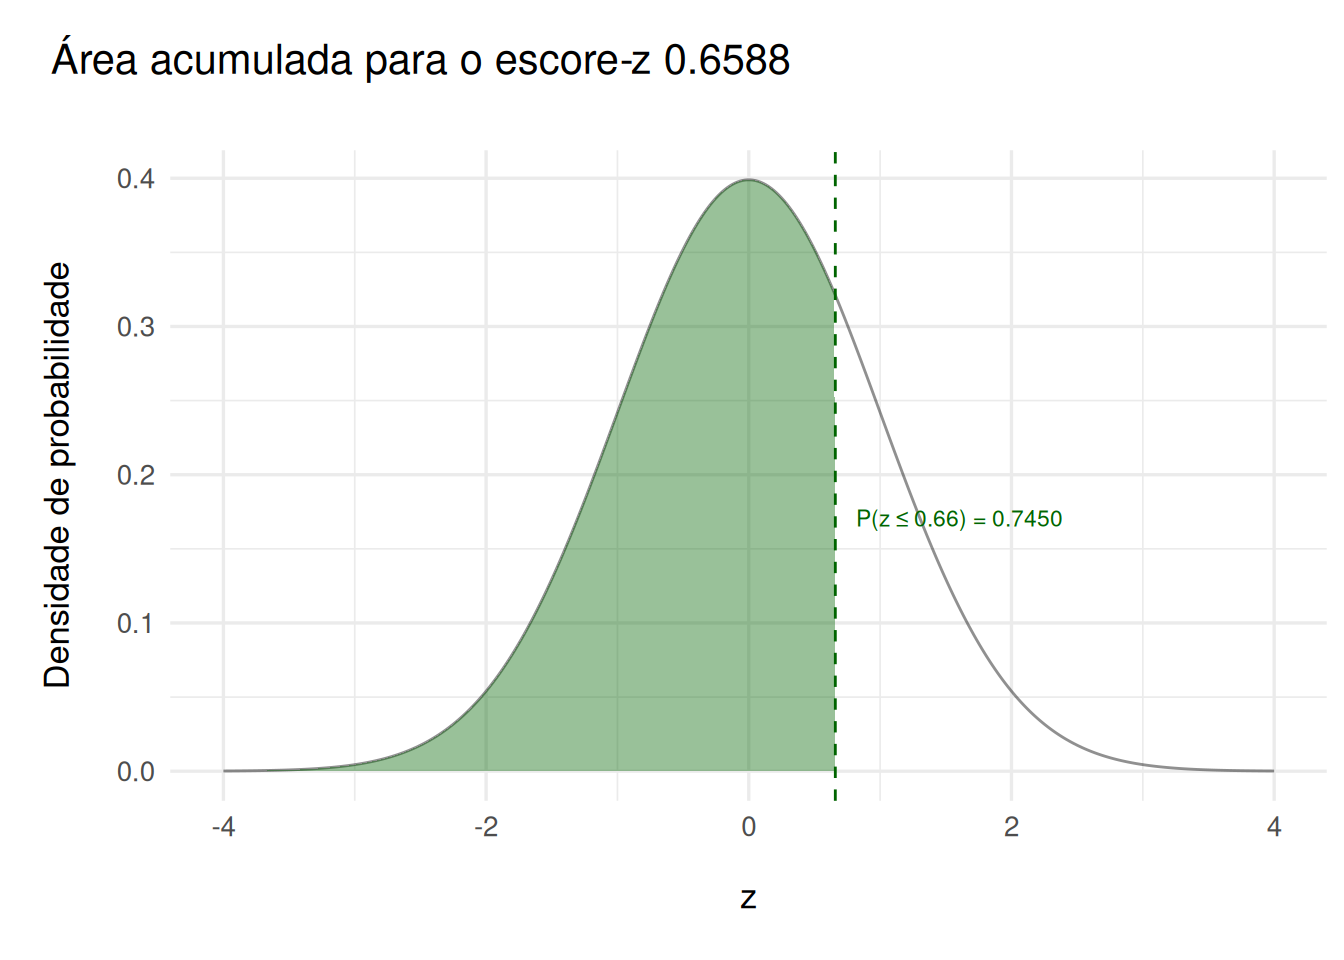 Área acumulada para o escore-z 0.6588
Densidade de probabilidade
0.4
0.3
0.2
0.1
0.0
P(z ≤ 0.66) = 0.7450
-4 -2 0 2 4
z